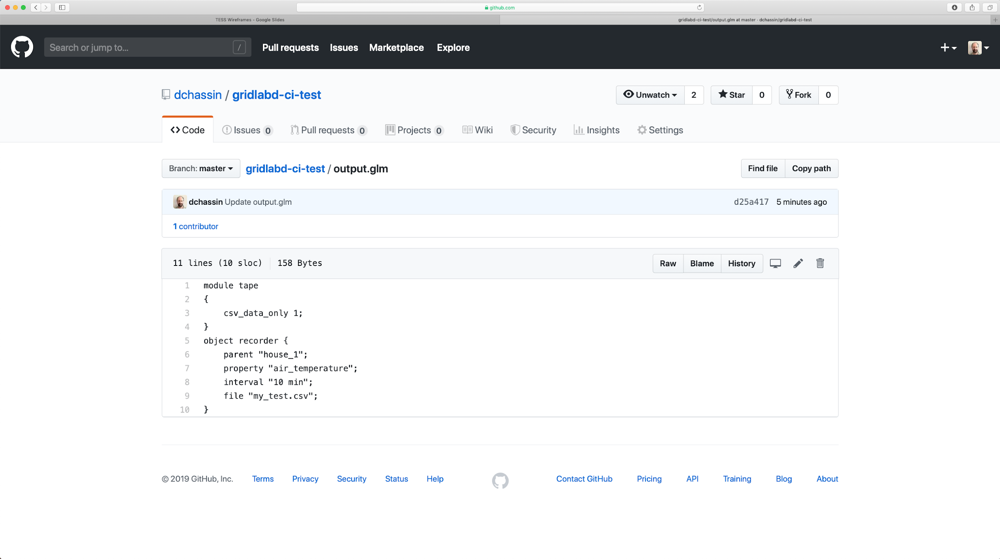 github.com
TESS Wireframes - Google Slides
gridlabd-ci-test/output.glm at master · dchassin/gridlabd-ci-test
Search or jump to... /
Pull requests Issues Marketplace Explore
dchassin / gridlabd-ci-test
Unwatch 2 Star 0 Fork 0
Code Issues 0 Pull requests 0 Projects 0 Wiki Security Insights Settings
Branch: master gridlabd-ci-test / output.glm Find file Copy path
dchassin Update output.glm d25a417 5 minutes ago
1 contributor
11 lines (10 sloc) 158 Bytes Raw Blame History
1 module tape
2 {
3     csv_data_only 1;
4 }
5 object recorder {
6     parent "house_1";
7     property "air_temperature";
8     interval "10 min";
9     file "my_test.csv";
10 }
© 2019 GitHub, Inc. Terms Privacy Security Status Help Contact GitHub Pricing API Training Blog About